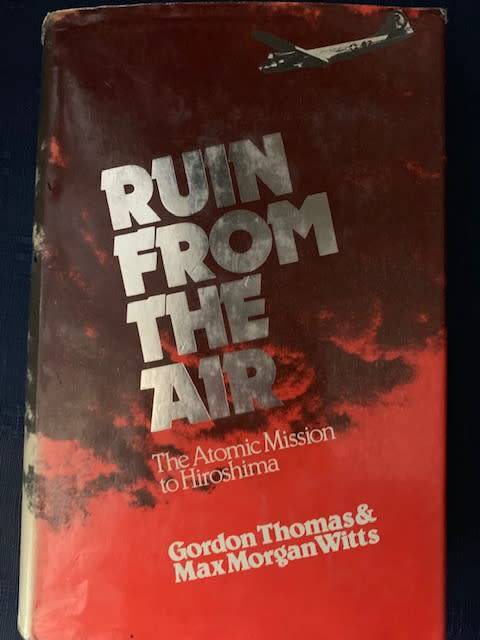 RUIN
FROM
THE
AIR
The Atomic Mission
to Hiroshima
Gordon Thomas &
Max Morgan Witts